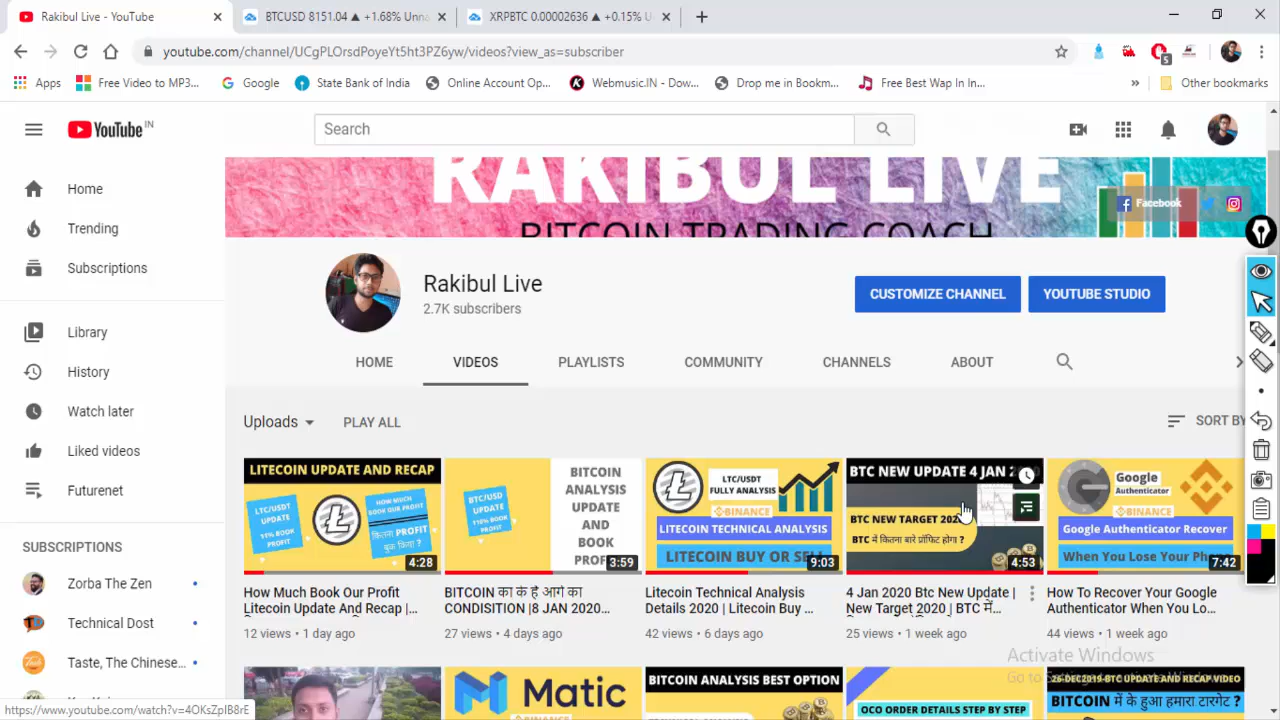 Rakibul Live - YouTube
BTCUSD 8151.04 ▲ +1.68% Unna
XRPBTC 0.00002636 ▲ +0.15% U
youtube.com/channel/UCgPLOrsdPoyeYt5ht3PZ6yw/videos?view_as=subscriber
5
Apps
Free Video to MP3...
Google
State Bank of India
Online Account Op...
Webmusic.IN - Dow...
Drop me in Bookm...
Free Best Wap In In...
»
Other bookmarks
YouTube IN
Search
RAKIBUL LIVE
BITCOIN TRADING COACH
Facebook
Home
Trending
Subscriptions
Library
History
Watch later
Liked videos
Futurenet
SUBSCRIPTIONS
Zorba The Zen
Technical Dost
Taste, The Chinese...
Rakibul Live
2.7K subscribers
CUSTOMIZE CHANNEL
YOUTUBE STUDIO
HOME
VIDEOS
PLAYLISTS
COMMUNITY
CHANNELS
ABOUT
Uploads
PLAY ALL
SORT BY
LITECOIN UPDATE AND RECAP
LTC/USDT
UPDATE
51% BOOK
PROFIT
HOW MUCH
BOOK OUR PROFIT
कितना PROFIT
बुक किया ?
4:28
How Much Book Our Profit
Litecoin Update And Recap |...
12 views • 1 day ago
BTC/USD
UPDATE
115% BOOK
PROFIT
BITCOIN
ANALYSIS
UPDATE
AND
BOOK
PROFIT
3:59
BITCOIN का के है आगे का
CONDISITION |8 JAN 2020...
27 views • 4 days ago
LTC/USDT
FULLY ANALYSIS
BINANCE
LITECOIN TECHNICAL ANALYSIS
LITECOIN BUY OR SELL
9:03
Litecoin Technical Analysis
Details 2020 | Litecoin Buy ...
42 views • 6 days ago
BTC NEW UPDATE 4 JAN 20
BTC NEW TARGET 202
BTC में कितना बारे प्रॉफिट होगा ?
4:53
4 Jan 2020 Btc New Update |
New Target 2020 | BTC में...
25 views • 1 week ago
Google
Authenticator
BINANCE
Google Authenticator Recover
When You Lose Your Phone
7:42
How To Recover Your Google
Authenticator When You Lo...
44 views • 1 week ago
Matic
BITCOIN ANALYSIS BEST OPTION
OCO ORDER DETAILS STEP BY STEP
26-DEC2019-BTC UPDATE AND RECAP VIDEO
BITCOIN में के हुआ हमारा टारगेट ?
Activate Windows
https://www.youtube.com/watch?v=4OKsZpIB8rE